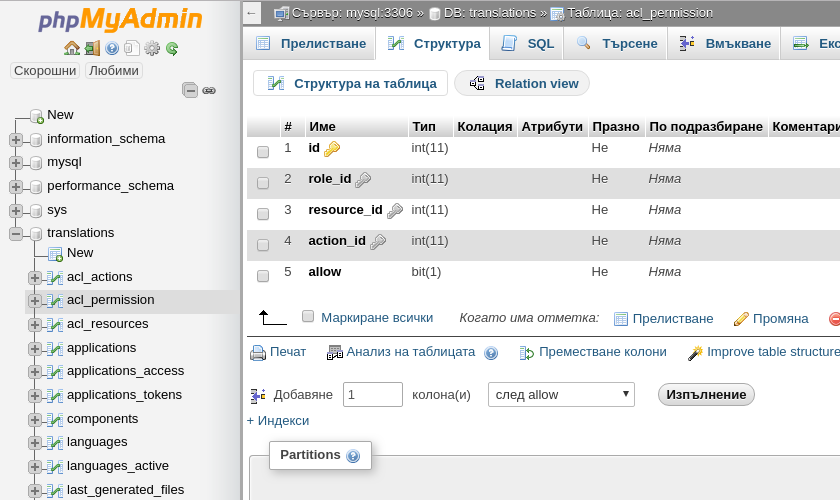 phpMyAdmin
Скорошни Любими
New
information_schema
mysql
performance_schema
sys
translations
New
acl_actions
acl_permission
acl_resources
applications
applications_access
applications_tokens
components
languages
languages_active
last_generated_files
← Сървър: mysql:3306 » DB: translations » Таблица: acl_permission
Прелистване Структура SQL Търсене Вмъкване Екс
Структура на таблица Relation view
# Име Тип Колация Атрибути Празно По подразбиране Коментари
1 id int(11) Не Няма
2 role_id int(11) Не Няма
3 resource_id int(11) Не Няма
4 action_id int(11) Не Няма
5 allow bit(1) Не Няма
Маркиране всички Когато има отметка: Прелистване Промяна
Печат Анализ на таблицата Преместване колони Improve table structure
Добавяне 1 колона(и) след allow Изпълнение
+ Индекси
Partitions